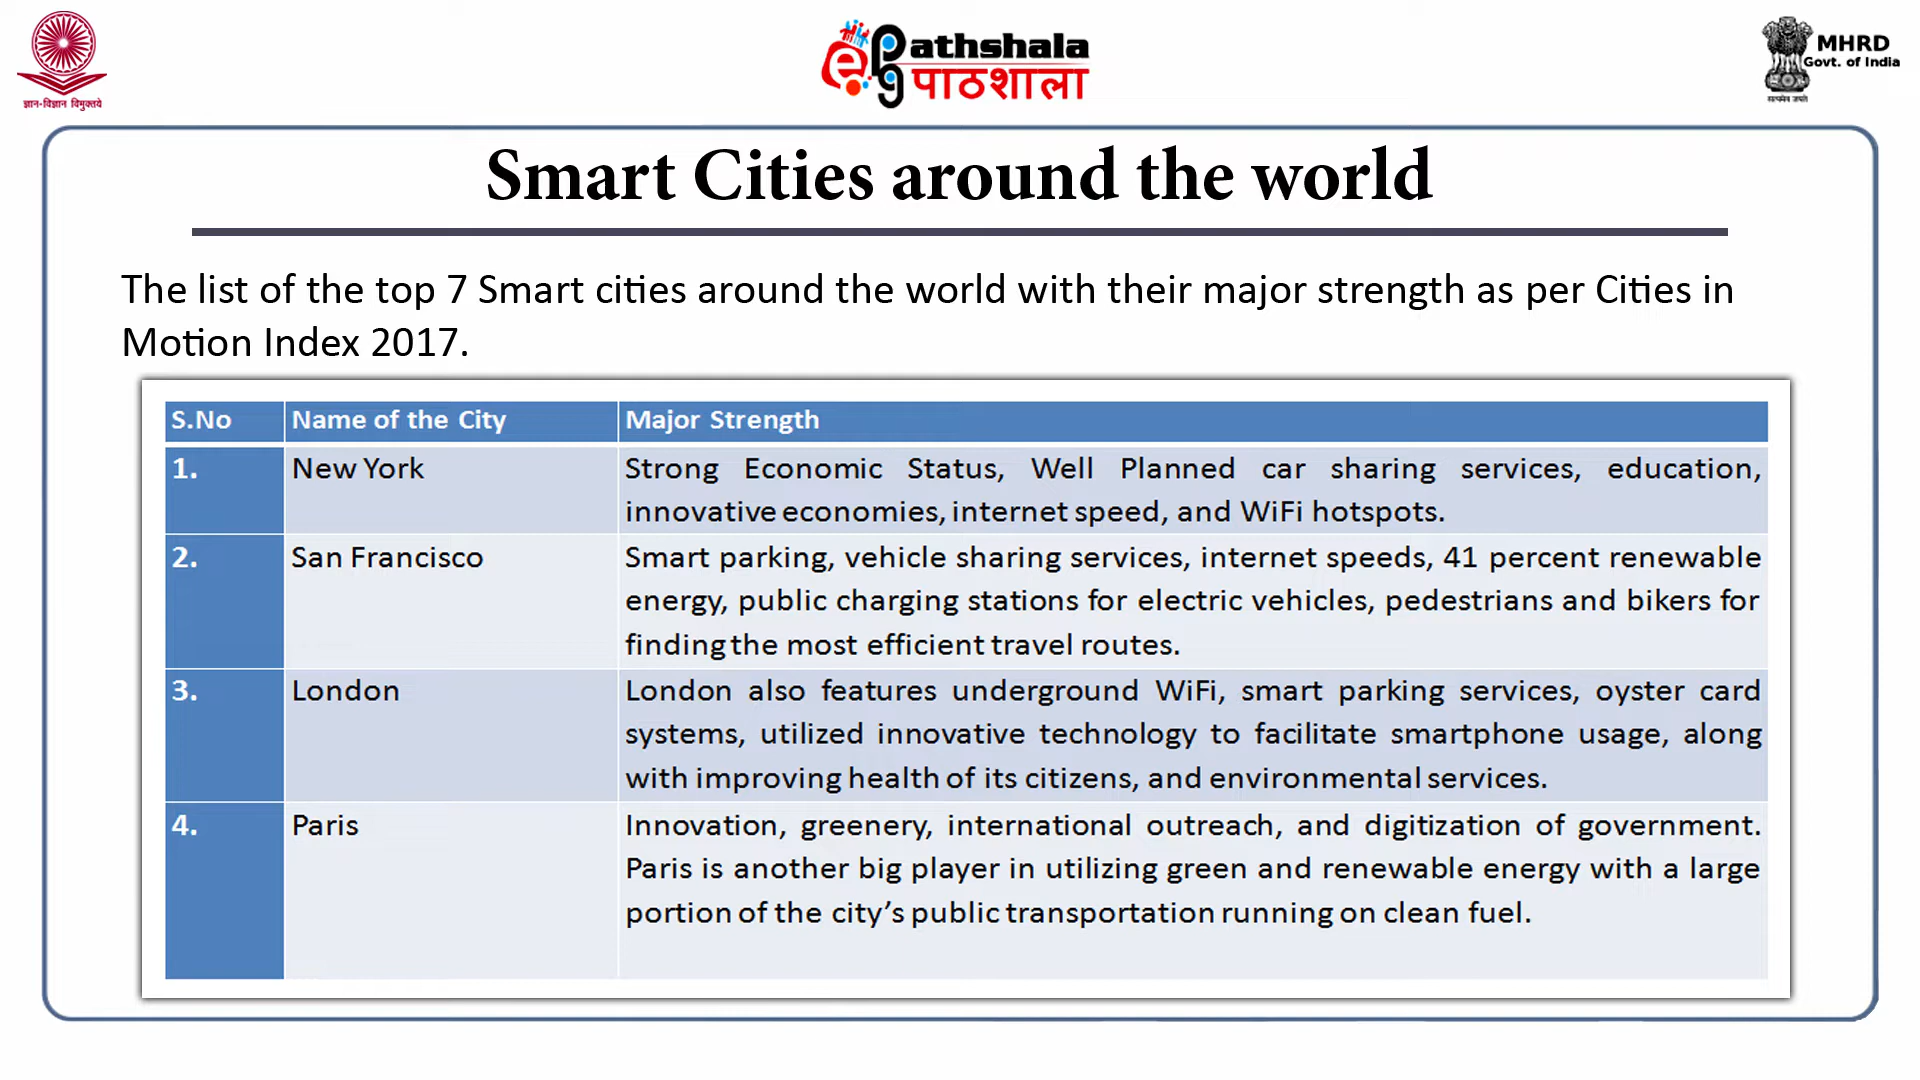 ज्ञान-विज्ञान विमुक्तये
ePG Pathshala
पाठशाला
MHRD
Govt. of India
सत्यमेव जयते
Smart Cities around the world
The list of the top 7 Smart cities around the world with their major strength as per Cities in
Motion Index 2017.
S.No Name of the City Major Strength
1. New York Strong Economic Status, Well Planned car sharing services, education,
innovative economies, internet speed, and WiFi hotspots.
2. San Francisco Smart parking, vehicle sharing services, internet speeds, 41 percent renewable
energy, public charging stations for electric vehicles, pedestrians and bikers for
finding the most efficient travel routes.
3. London London also features underground WiFi, smart parking services, oyster card
systems, utilized innovative technology to facilitate smartphone usage, along
with improving health of its citizens, and environmental services.
4. Paris Innovation, greenery, international outreach, and digitization of government.
Paris is another big player in utilizing green and renewable energy with a large
portion of the city’s public transportation running on clean fuel.